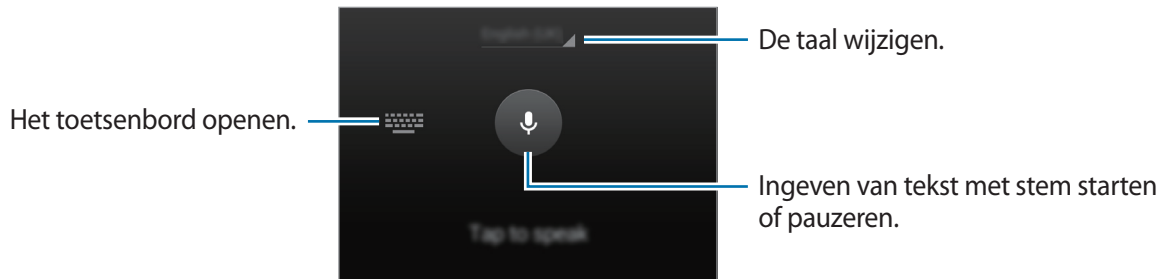 De taal wijzigen.
Het toetsenbord openen.
Ingeven van tekst met stem starten
of pauzeren.
Tap to speak